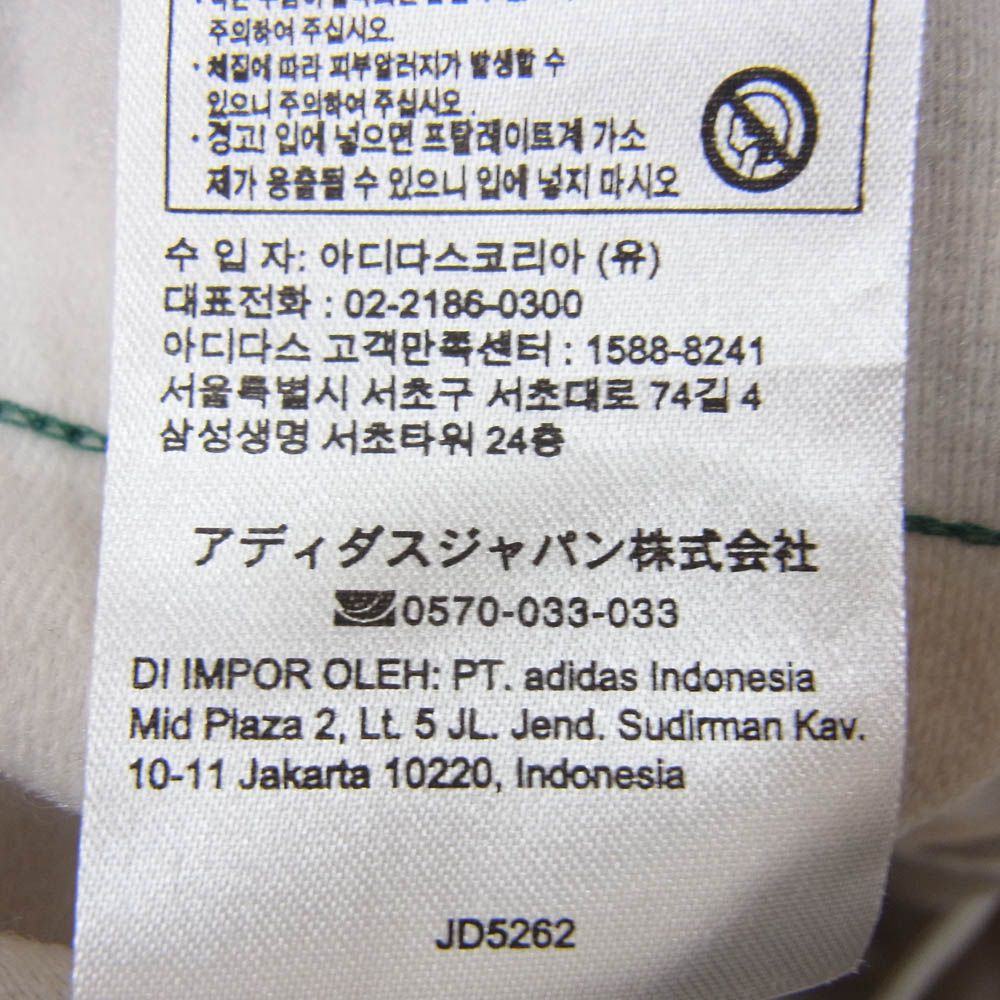 주의하여 주십시오.
· 체질에 따라 피부알러지가 발생할 수
있으니 주의하여 주십시오.
· 경고! 입에 넣으면 프탈레이트계 가소
제가 용출될 수 있으니 입에 넣지 마시오
수 입 자: 아디다스코리아 (유)
대표전화 : 02-2186-0300
아디다스 고객만족센터 : 1588-8241
서울특별시 서초구 서초대로 74길 4
삼성생명 서초타워 24층
アディダスジャパン株式会社
0570-033-033
DI IMPOR OLEH: PT. adidas Indonesia
Mid Plaza 2, Lt. 5 JL. Jend. Sudirman Kav.
10-11 Jakarta 10220, Indonesia
JD5262